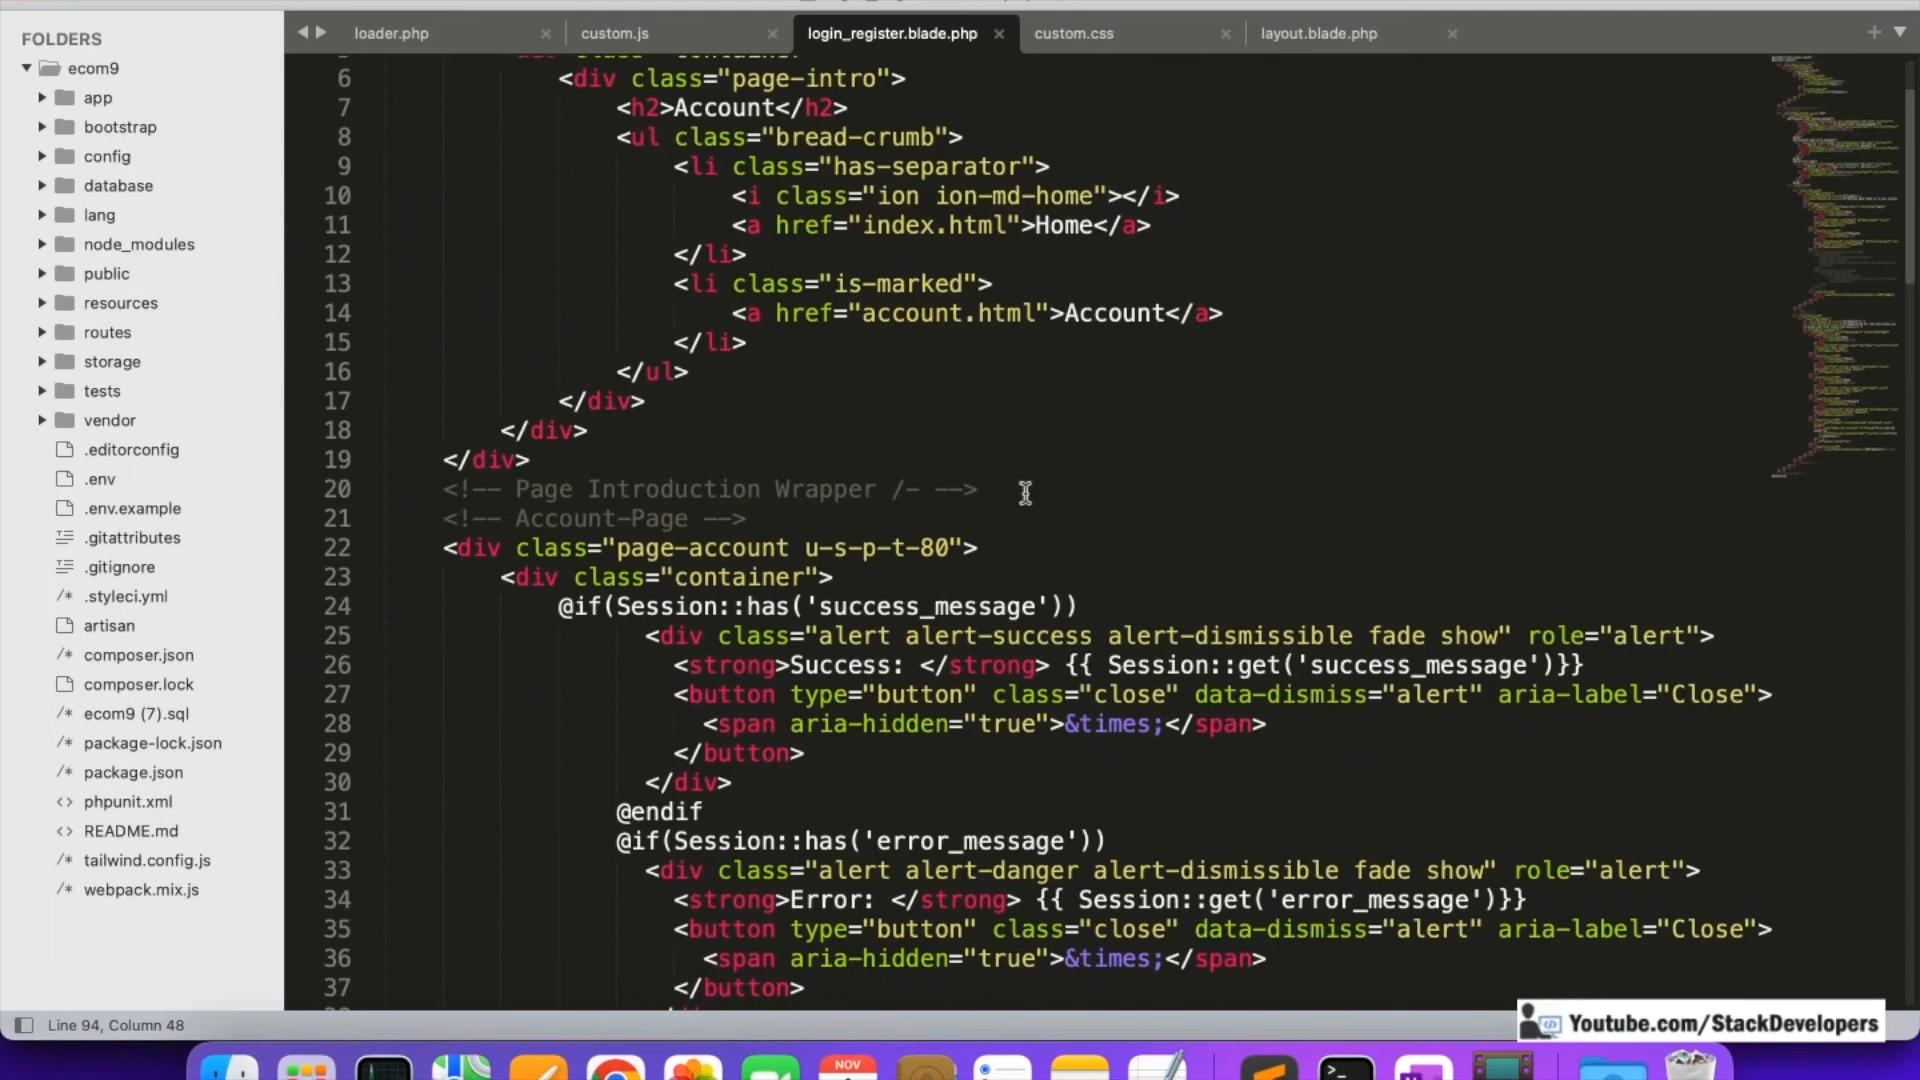 FOLDERS
ecom9
app
bootstrap
config
database
lang
node_modules
public
resources
routes
storage
tests
vendor
.editorconfig
.env
.env.example
.gitattributes
.gitignore
.styleci.yml
artisan
composer.json
composer.lock
ecom9 (7).sql
package-lock.json
package.json
phpunit.xml
README.md
tailwind.config.js
webpack.mix.js
loader.php
custom.js
login_register.blade.php
custom.css
layout.blade.php
6 <div class="page-intro">
7 <h2>Account</h2>
8 <ul class="bread-crumb">
9 <li class="has-separator">
10 <i class="ion ion-md-home"></i>
11 <a href="index.html">Home</a>
12 </li>
13 <li class="is-marked">
14 <a href="account.html">Account</a>
15 </li>
16 </ul>
17 </div>
18 </div>
19 </div>
20 <!-- Page Introduction Wrapper /- -->
21 <!-- Account-Page -->
22 <div class="page-account u-s-p-t-80">
23 <div class="container">
24 @if(Session::has('success_message'))
25 <div class="alert alert-success alert-dismissible fade show" role="alert">
26 <strong>Success: </strong> {{ Session::get('success_message')}}
27 <button type="button" class="close" data-dismiss="alert" aria-label="Close">
28 <span aria-hidden="true">&times;</span>
29 </button>
30 </div>
31 @endif
32 @if(Session::has('error_message'))
33 <div class="alert alert-danger alert-dismissible fade show" role="alert">
34 <strong>Error: </strong> {{ Session::get('error_message')}}
35 <button type="button" class="close" data-dismiss="alert" aria-label="Close">
36 <span aria-hidden="true">&times;</span>
37 </button>
Line 94, Column 48
Youtube.com/StackDevelopers
NOV